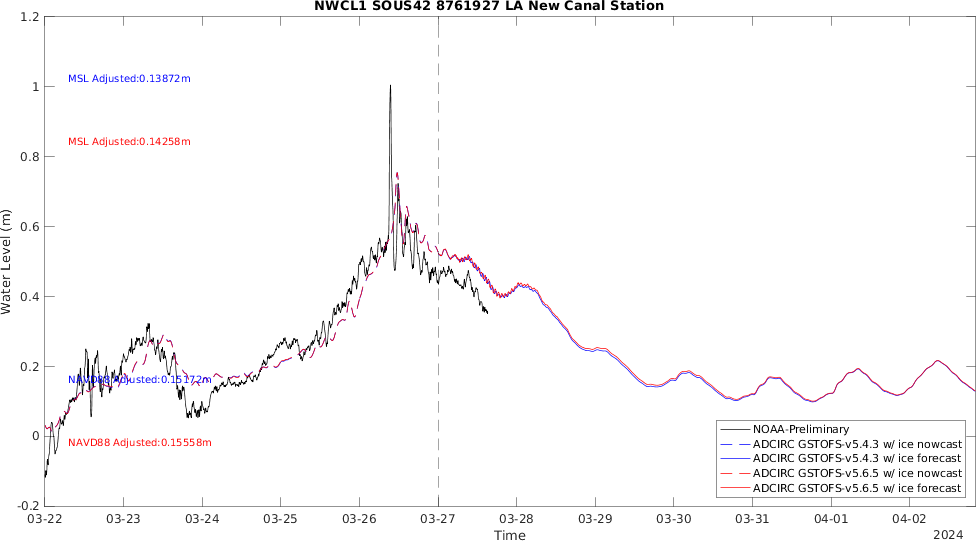 NWCL1 SOUS42 8761927 LA New Canal Station
1.2
1
0.8
0.6
0.4
0.2
0
-0.2
Water Level (m)
MSL Adjusted:0.13872m
MSL Adjusted:0.14258m
NAVD88 Adjusted:0.15172m
NAVD88 Adjusted:0.15558m
NOAA-Preliminary
ADCIRC GSTOFS-v5.4.3 w/ ice nowcast
ADCIRC GSTOFS-v5.4.3 w/ ice forecast
ADCIRC GSTOFS-v5.6.5 w/ ice nowcast
ADCIRC GSTOFS-v5.6.5 w/ ice forecast
03-22 03-23 03-24 03-25 03-26 03-27 03-28 03-29 03-30 03-31 04-01 04-02
Time
2024